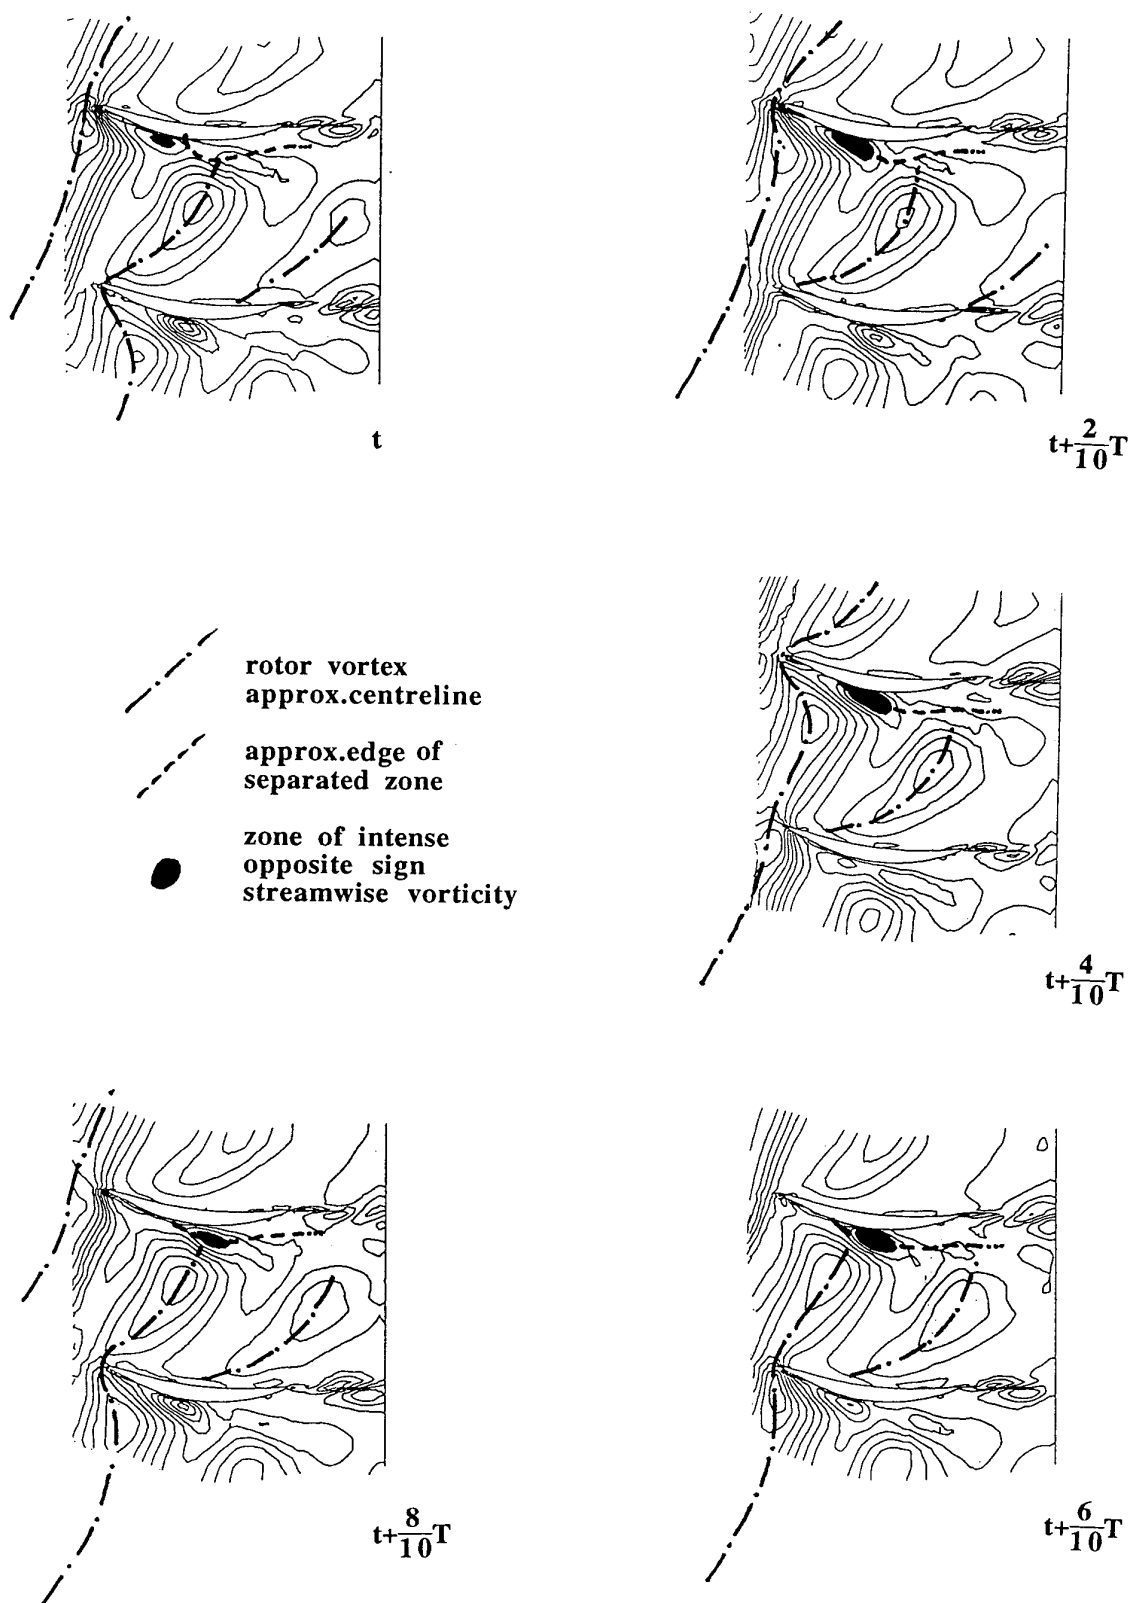 t
t+2/10T
rotor vortex
approx.centreline
approx.edge of
separated zone
zone of intense
opposite sign
streamwise vorticity
t+4/10T
t+8/10T
t+6/10T